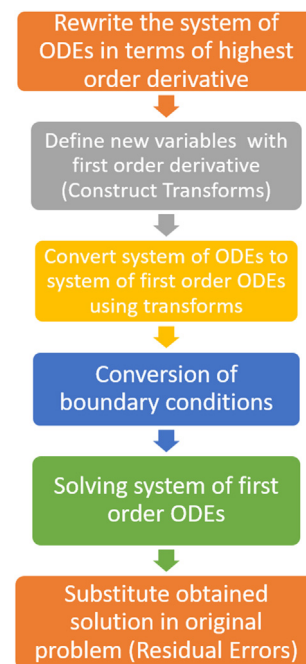 Rewrite the system of
ODEs in terms of highest
order derivative
Define new variables with
first order derivative
(Construct Transforms)
Convert system of ODEs to
system of first order ODEs
using transforms
Conversion of
boundary conditions
Solving system of first
order ODEs
Substitute obtained
solution in original
problem (Residual Errors)